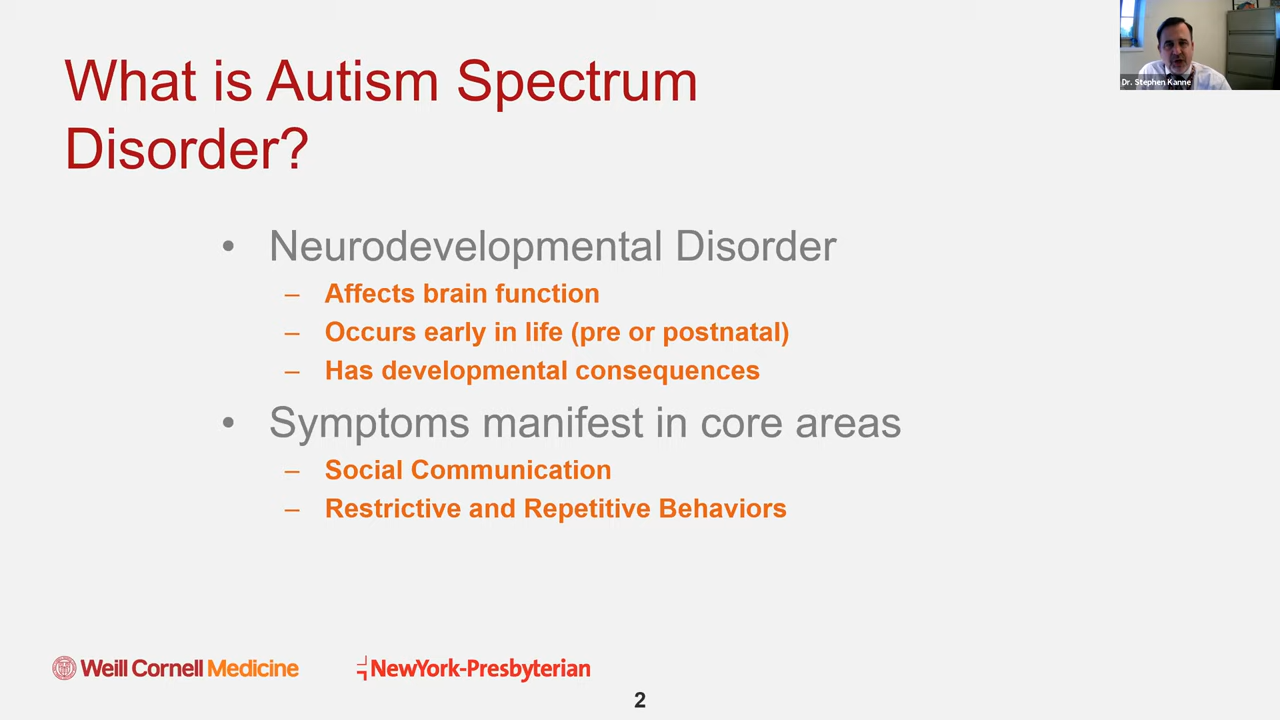 What is Autism Spectrum
Disorder?
Dr. Stephen Kanne
• Neurodevelopmental Disorder
– Affects brain function
– Occurs early in life (pre or postnatal)
– Has developmental consequences
• Symptoms manifest in core areas
– Social Communication
– Restrictive and Repetitive Behaviors
Weill Cornell Medicine
NewYork-Presbyterian
2